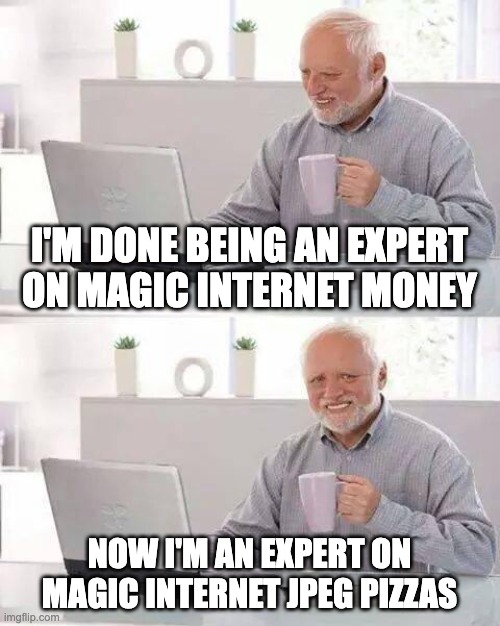 I'M DONE BEING AN EXPERT
ON MAGIC INTERNET MONEY
NOW I'M AN EXPERT ON
MAGIC INTERNET JPEG PIZZAS
imgflip.com